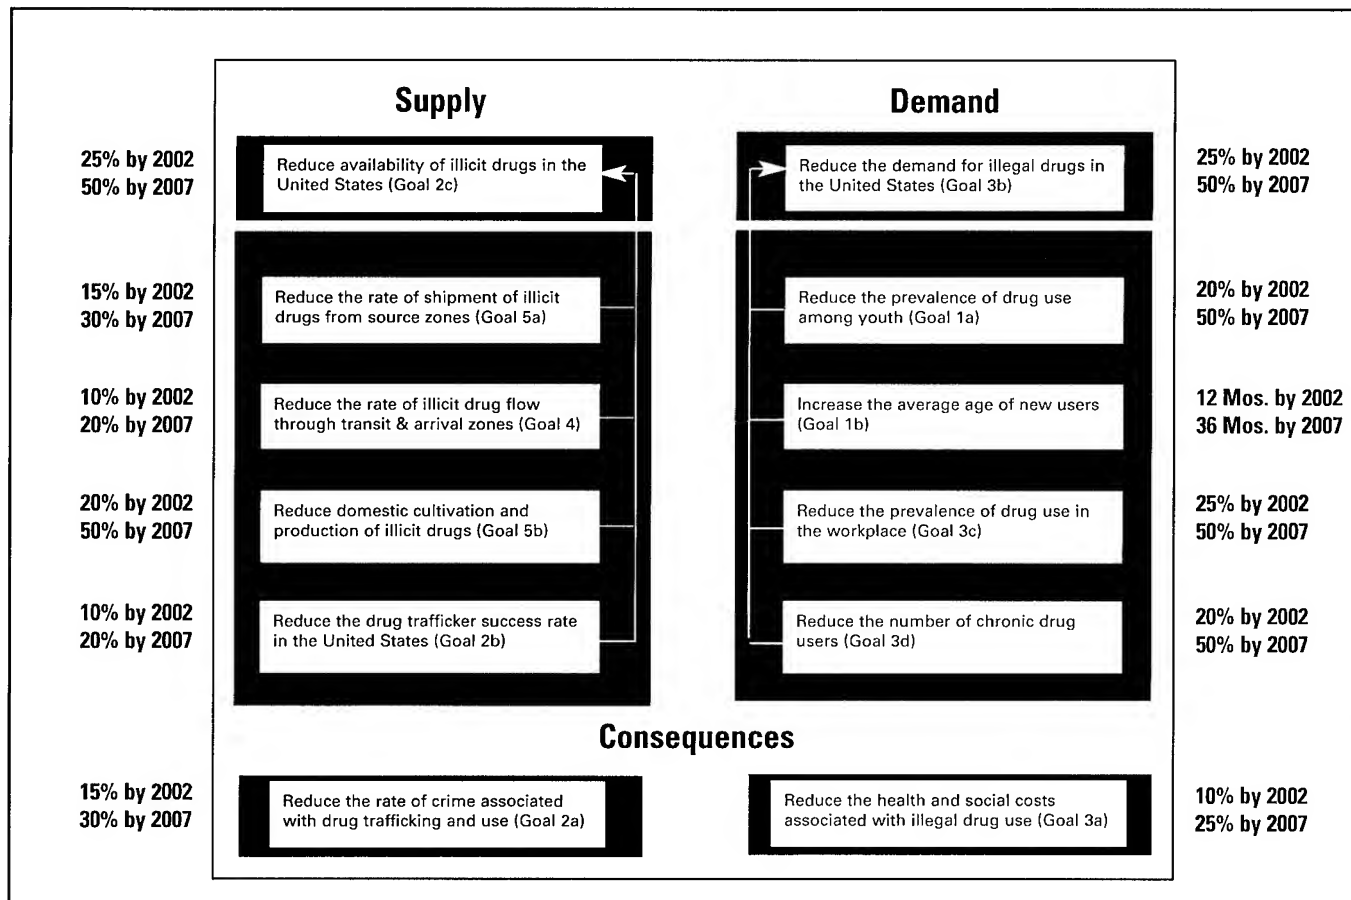 Supply
Demand
25% by 2002
50% by 2007
Reduce availability of illicit drugs in the
United States (Goal 2c)
Reduce the demand for illegal drugs in
the United States (Goal 3b)
25% by 2002
50% by 2007
15% by 2002
30% by 2007
Reduce the rate of shipment of illicit
drugs from source zones (Goal 5a)
Reduce the prevalence of drug use
among youth (Goal 1a)
20% by 2002
50% by 2007
10% by 2002
20% by 2007
Reduce the rate of illicit drug flow
through transit & arrival zones (Goal 4)
Increase the average age of new users
(Goal 1b)
12 Mos. by 2002
36 Mos. by 2007
20% by 2002
50% by 2007
Reduce domestic cultivation and
production of illicit drugs (Goal 5b)
Reduce the prevalence of drug use in
the workplace (Goal 3c)
25% by 2002
50% by 2007
10% by 2002
20% by 2007
Reduce the drug trafficker success rate
in the United States (Goal 2b)
Reduce the number of chronic drug
users (Goal 3d)
20% by 2002
50% by 2007
Consequences
15% by 2002
30% by 2007
Reduce the rate of crime associated
with drug trafficking and use (Goal 2a)
Reduce the health and social costs
associated with illegal drug use (Goal 3a)
10% by 2002
25% by 2007